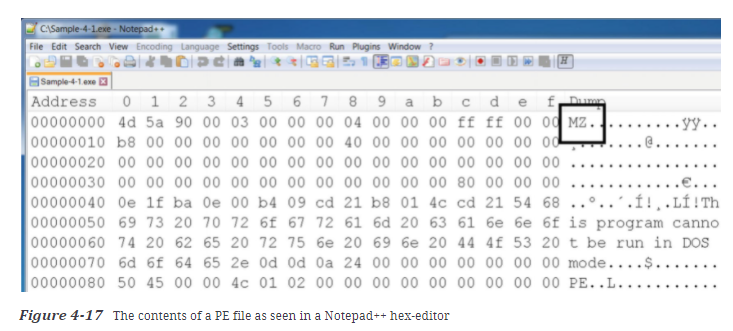 C:\Sample-4-1.exe - Notepad++
File Edit Search View Encoding Language Settings Tools Macro Run Plugins Window ?
Sample-4-1.exe
Address 0 1 2 3 4 5 6 7 8 9 a b c d e f Dump
00000000 4d 5a 90 00 03 00 00 00 04 00 00 00 ff ff 00 00 MZ..........ÿÿ..
00000010 b8 00 00 00 00 00 00 00 40 00 00 00 00 00 00 00 ¸.......@.......
00000020 00 00 00 00 00 00 00 00 00 00 00 00 00 00 00 00 ................
00000030 00 00 00 00 00 00 00 00 00 00 00 00 80 00 00 00 ............€...
00000040 0e 1f ba 0e 00 b4 09 cd 21 b8 01 4c cd 21 54 68 ..º..´.Í!¸.LÍ!Th
00000050 69 73 20 70 72 6f 67 72 61 6d 20 63 61 6e 6e 6f is program canno
00000060 74 20 62 65 20 72 75 6e 20 69 6e 20 44 4f 53 20 t be run in DOS
00000070 6d 6f 64 65 2e 0d 0d 0a 24 00 00 00 00 00 00 00 mode....$.......
00000080 50 45 00 00 4c 01 02 00 00 00 00 00 00 00 00 00 PE..L...........
Figure 4-17 The contents of a PE file as seen in a Notepad++ hex-editor